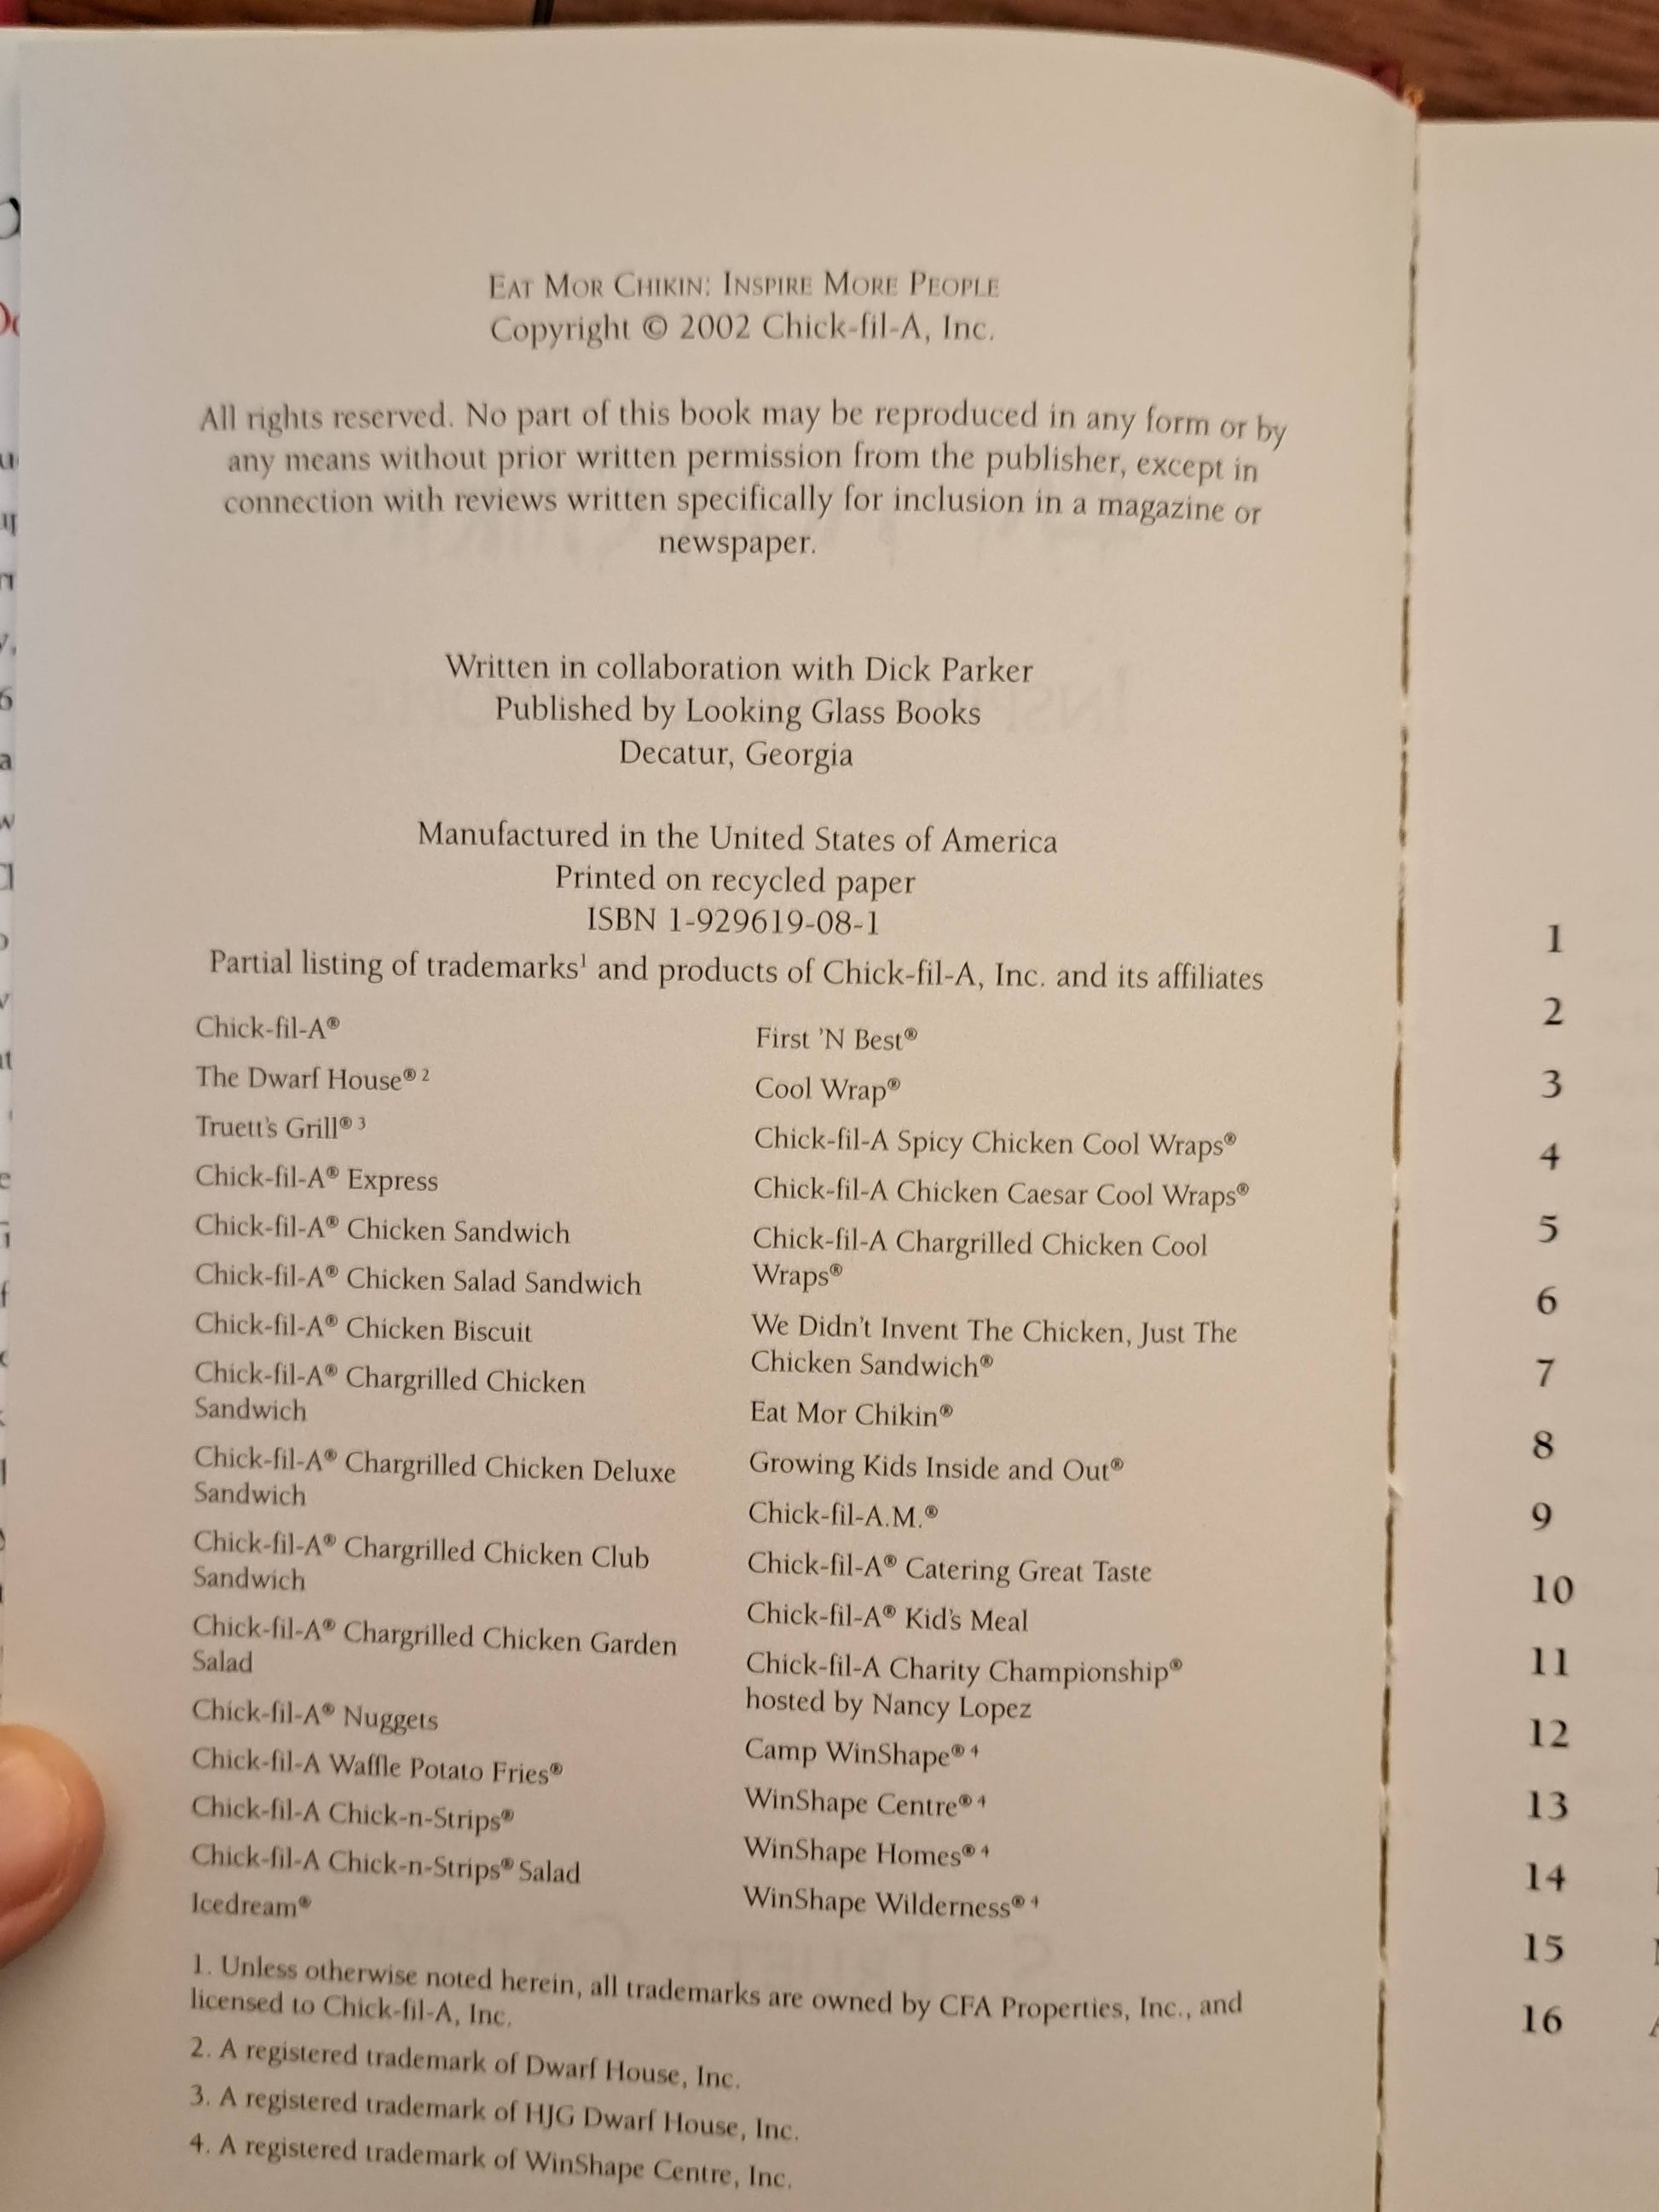 EAT MOR CHIKIN: INSPIRE MORE PEOPLE
Copyright © 2002 Chick-fil-A, Inc.
All rights reserved. No part of this book may be reproduced in any form or by
any means without prior written permission from the publisher, except in
connection with reviews written specifically for inclusion in a magazine or
newspaper.
Written in collaboration with Dick Parker
Published by Looking Glass Books
Decatur, Georgia
Manufactured in the United States of America
Printed on recycled paper
ISBN 1-929619-08-1
Partial listing of trademarks¹ and products of Chick-fil-A, Inc. and its affiliates
Chick-fil-A®
The Dwarf House® ²
Truett's Grill® ³
Chick-fil-A® Express
Chick-fil-A® Chicken Sandwich
Chick-fil-A® Chicken Salad Sandwich
Chick-fil-A® Chicken Biscuit
Chick-fil-A® Chargrilled Chicken
Sandwich
Chick-fil-A® Chargrilled Chicken Deluxe
Sandwich
Chick-fil-A® Chargrilled Chicken Club
Sandwich
Chick-fil-A® Chargrilled Chicken Garden
Salad
Chick-fil-A® Nuggets
Chick-fil-A Waffle Potato Fries®
Chick-fil-A Chick-n-Strips®
Chick-fil-A Chick-n-Strips® Salad
Icedream®
First 'N Best®
Cool Wrap®
Chick-fil-A Spicy Chicken Cool Wraps®
Chick-fil-A Chicken Caesar Cool Wraps®
Chick-fil-A Chargrilled Chicken Cool
Wraps®
We Didn't Invent The Chicken, Just The
Chicken Sandwich®
Eat Mor Chikin®
Growing Kids Inside and Out®
Chick-fil-A.M.®
Chick-fil-A® Catering Great Taste
Chick-fil-A® Kid's Meal
Chick-fil-A Charity Championship®
hosted by Nancy Lopez
Camp WinShape® ⁴
WinShape Centre® ⁴
WinShape Homes® ⁴
WinShape Wilderness® ⁴
1. Unless otherwise noted herein, all trademarks are owned by CFA Properties, Inc., and
licensed to Chick-fil-A, Inc.
2. A registered trademark of Dwarf House, Inc.
3. A registered trademark of HJG Dwarf House, Inc.
4. A registered trademark of WinShape Centre, Inc.
1
2
3
4
5
6
7
8
9
10
11
12
13
14
15
16